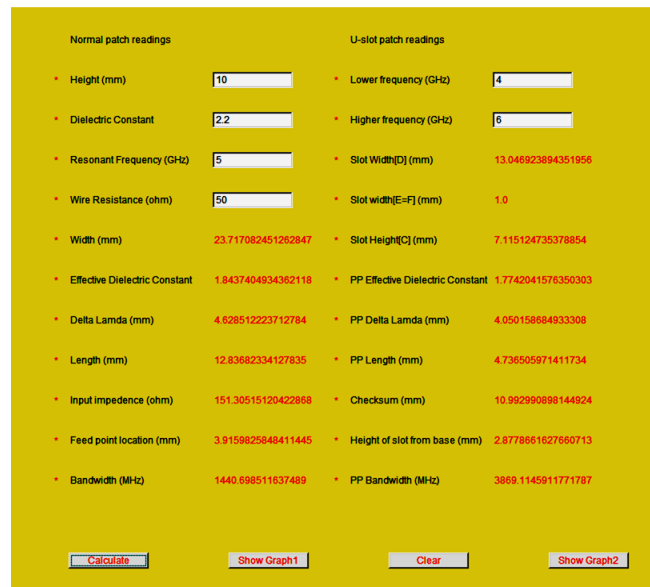 Normal patch readings U-slot patch readings
* Height (mm) 10 * Lower frequency (GHz) 4
* Dielectric Constant 2.2 * Higher frequency (GHz) 6
* Resonant Frequency (GHz) 5 * Slot Width[D] (mm) 13.046923894351956
* Wire Resistance (ohm) 50 * Slot width[E=F] (mm) 1.0
* Width (mm) 23.717082451262847 * Slot Height[C] (mm) 7.115124735378854
* Effective Dielectric Constant 1.8437404934362118 * PP Effective Dielectric Constant 1.7742041576350303
* Delta Lamda (mm) 4.628512223712784 * PP Delta Lamda (mm) 4.050158684933308
* Length (mm) 12.83682334127835 * PP Length (mm) 4.736505971411734
* Input impedence (ohm) 151.30515120422868 * Checksum (mm) 10.992990898144924
* Feed point location (mm) 3.9159825848411445 * Height of slot from base (mm) 2.8778661627660713
* Bandwidth (MHz) 1440.698511637489 * PP Bandwidth (MHz) 3869.1145911771787
Calculate Show Graph1 Clear Show Graph2